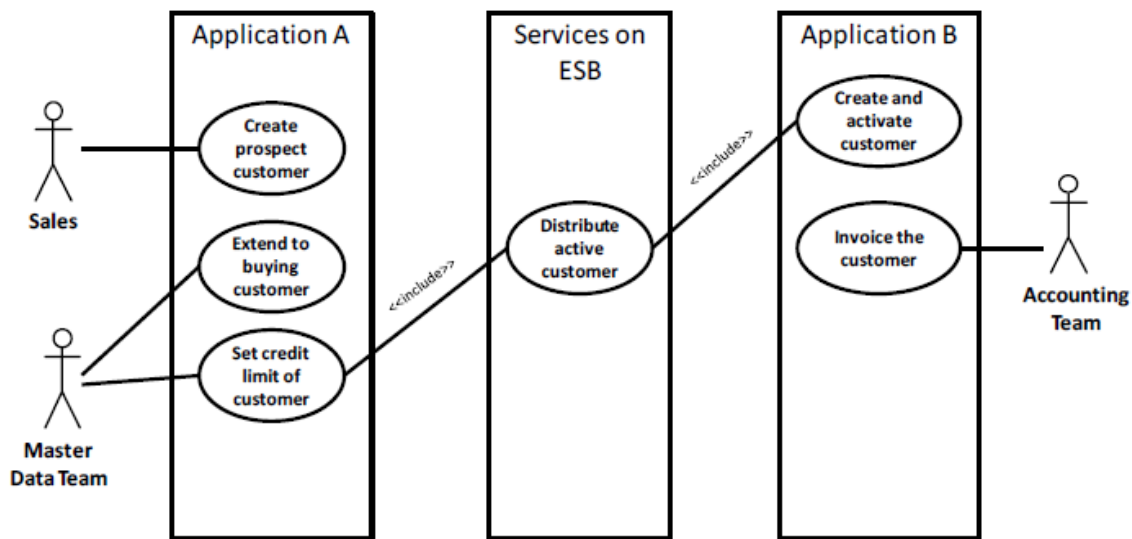 Application A
Services on
ESB
Application B
Create
prospect
customer
Sales
Extend to
buying
customer
Set credit
limit of
customer
Master
Data Team
<<include>>
Distribute
active
customer
<<include>>
Create and
activate
customer
Invoice the
customer
Accounting
Team